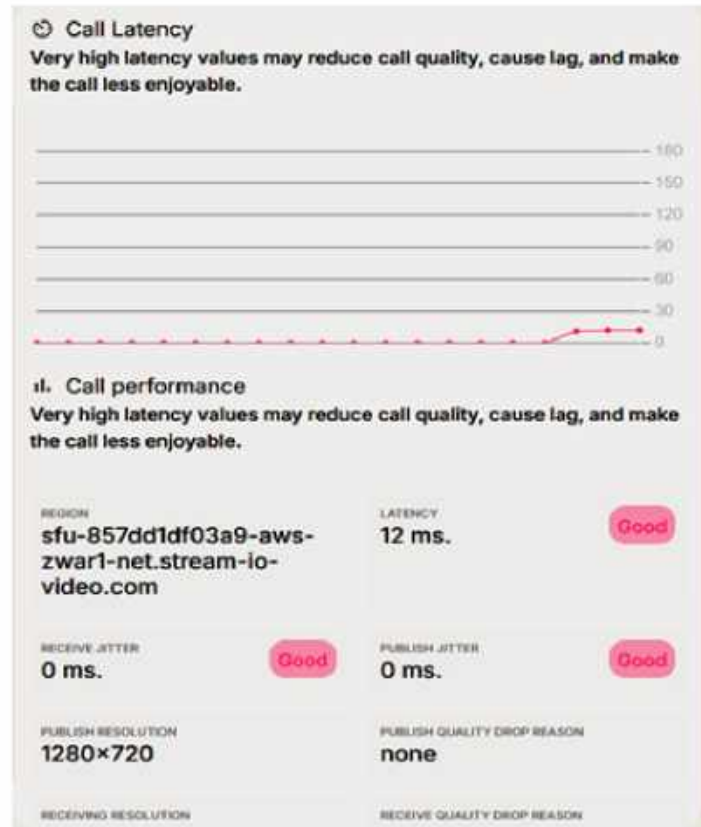 Call Latency
Very high latency values may reduce call quality, cause lag, and make
the call less enjoyable.
180
150
120
90
60
30
0
Call performance
Very high latency values may reduce call quality, cause lag, and make
the call less enjoyable.
REGION
sfu-857dd1df03a9-aws-
zwar1-net.stream-io-
video.com
LATENCY
12 ms.
Good
RECEIVE JITTER
0 ms.
Good
PUBLISH JITTER
0 ms.
Good
PUBLISH RESOLUTION
1280×720
PUBLISH QUALITY DROP REASON
none
RECEIVING RESOLUTION
RECEIVE QUALITY DROP REASON